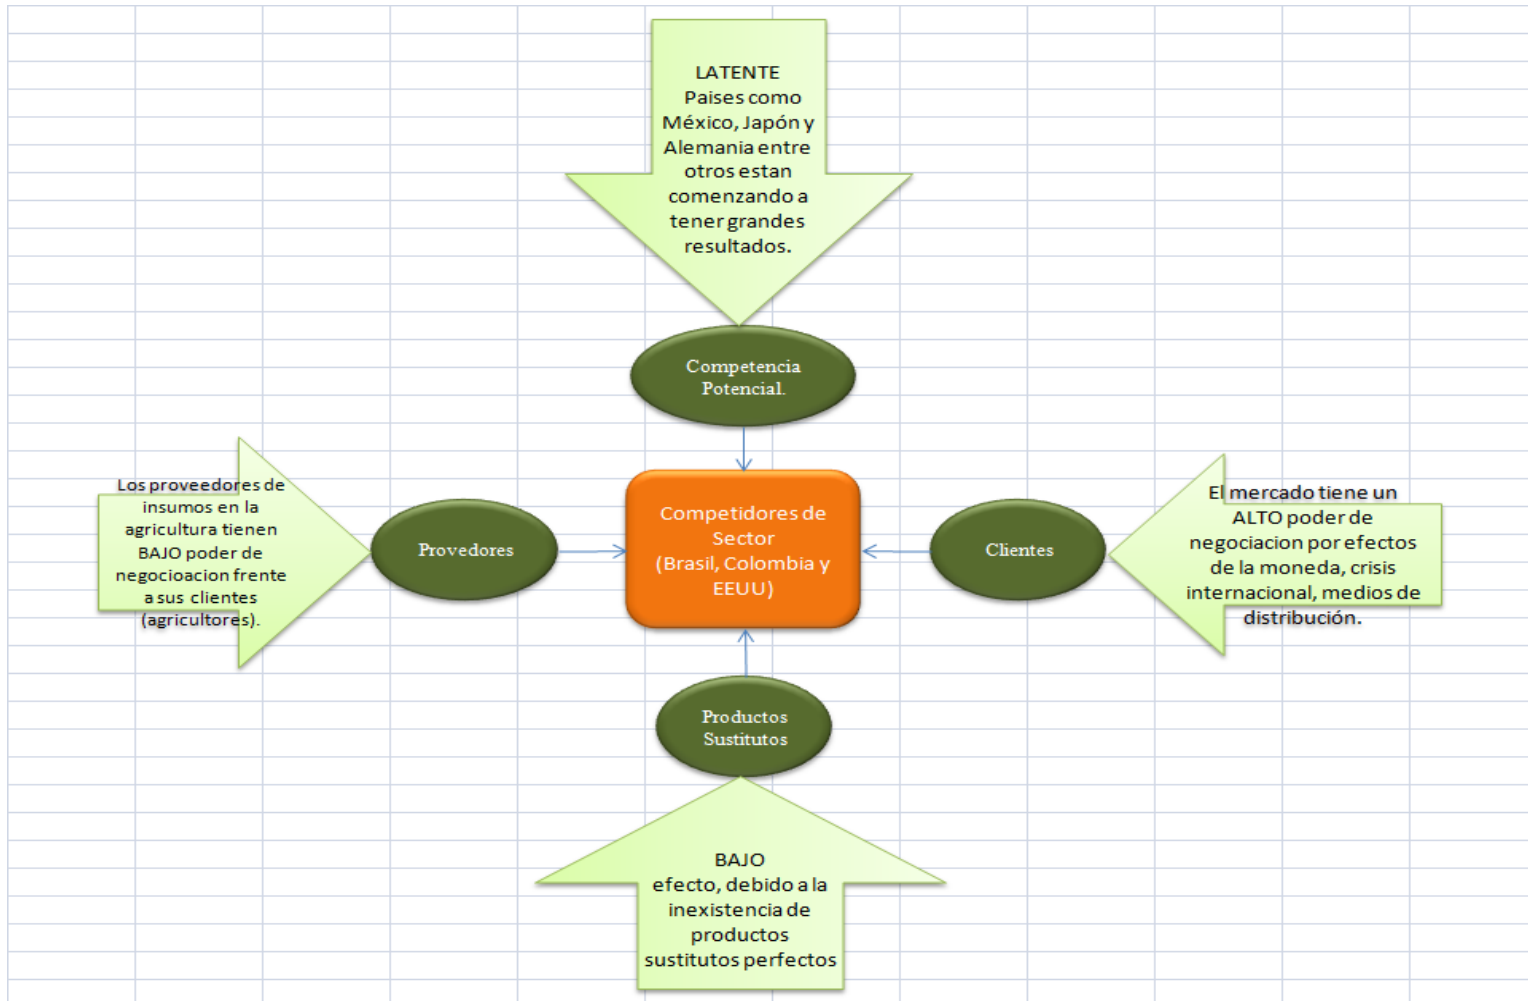 LATENTE
Paises como
México, Japón y
Alemania entre
otros estan
comenzando a
tener grandes
resultados.
Competencia
Potencial.
Los proveedores de
insumos en la
agricultura tienen
BAJO poder de
negocioacion frente
a sus clientes
(agricultores).
Provedores
Competidores de
Sector
(Brasil, Colombia y
EEUU)
Clientes
El mercado tiene un
ALTO poder de
negociacion por efectos
de la moneda, crisis
internacional, medios de
distribución.
Productos
Sustitutos
BAJO
efecto, debido a la
inexistencia de
productos
sustitutos perfectos